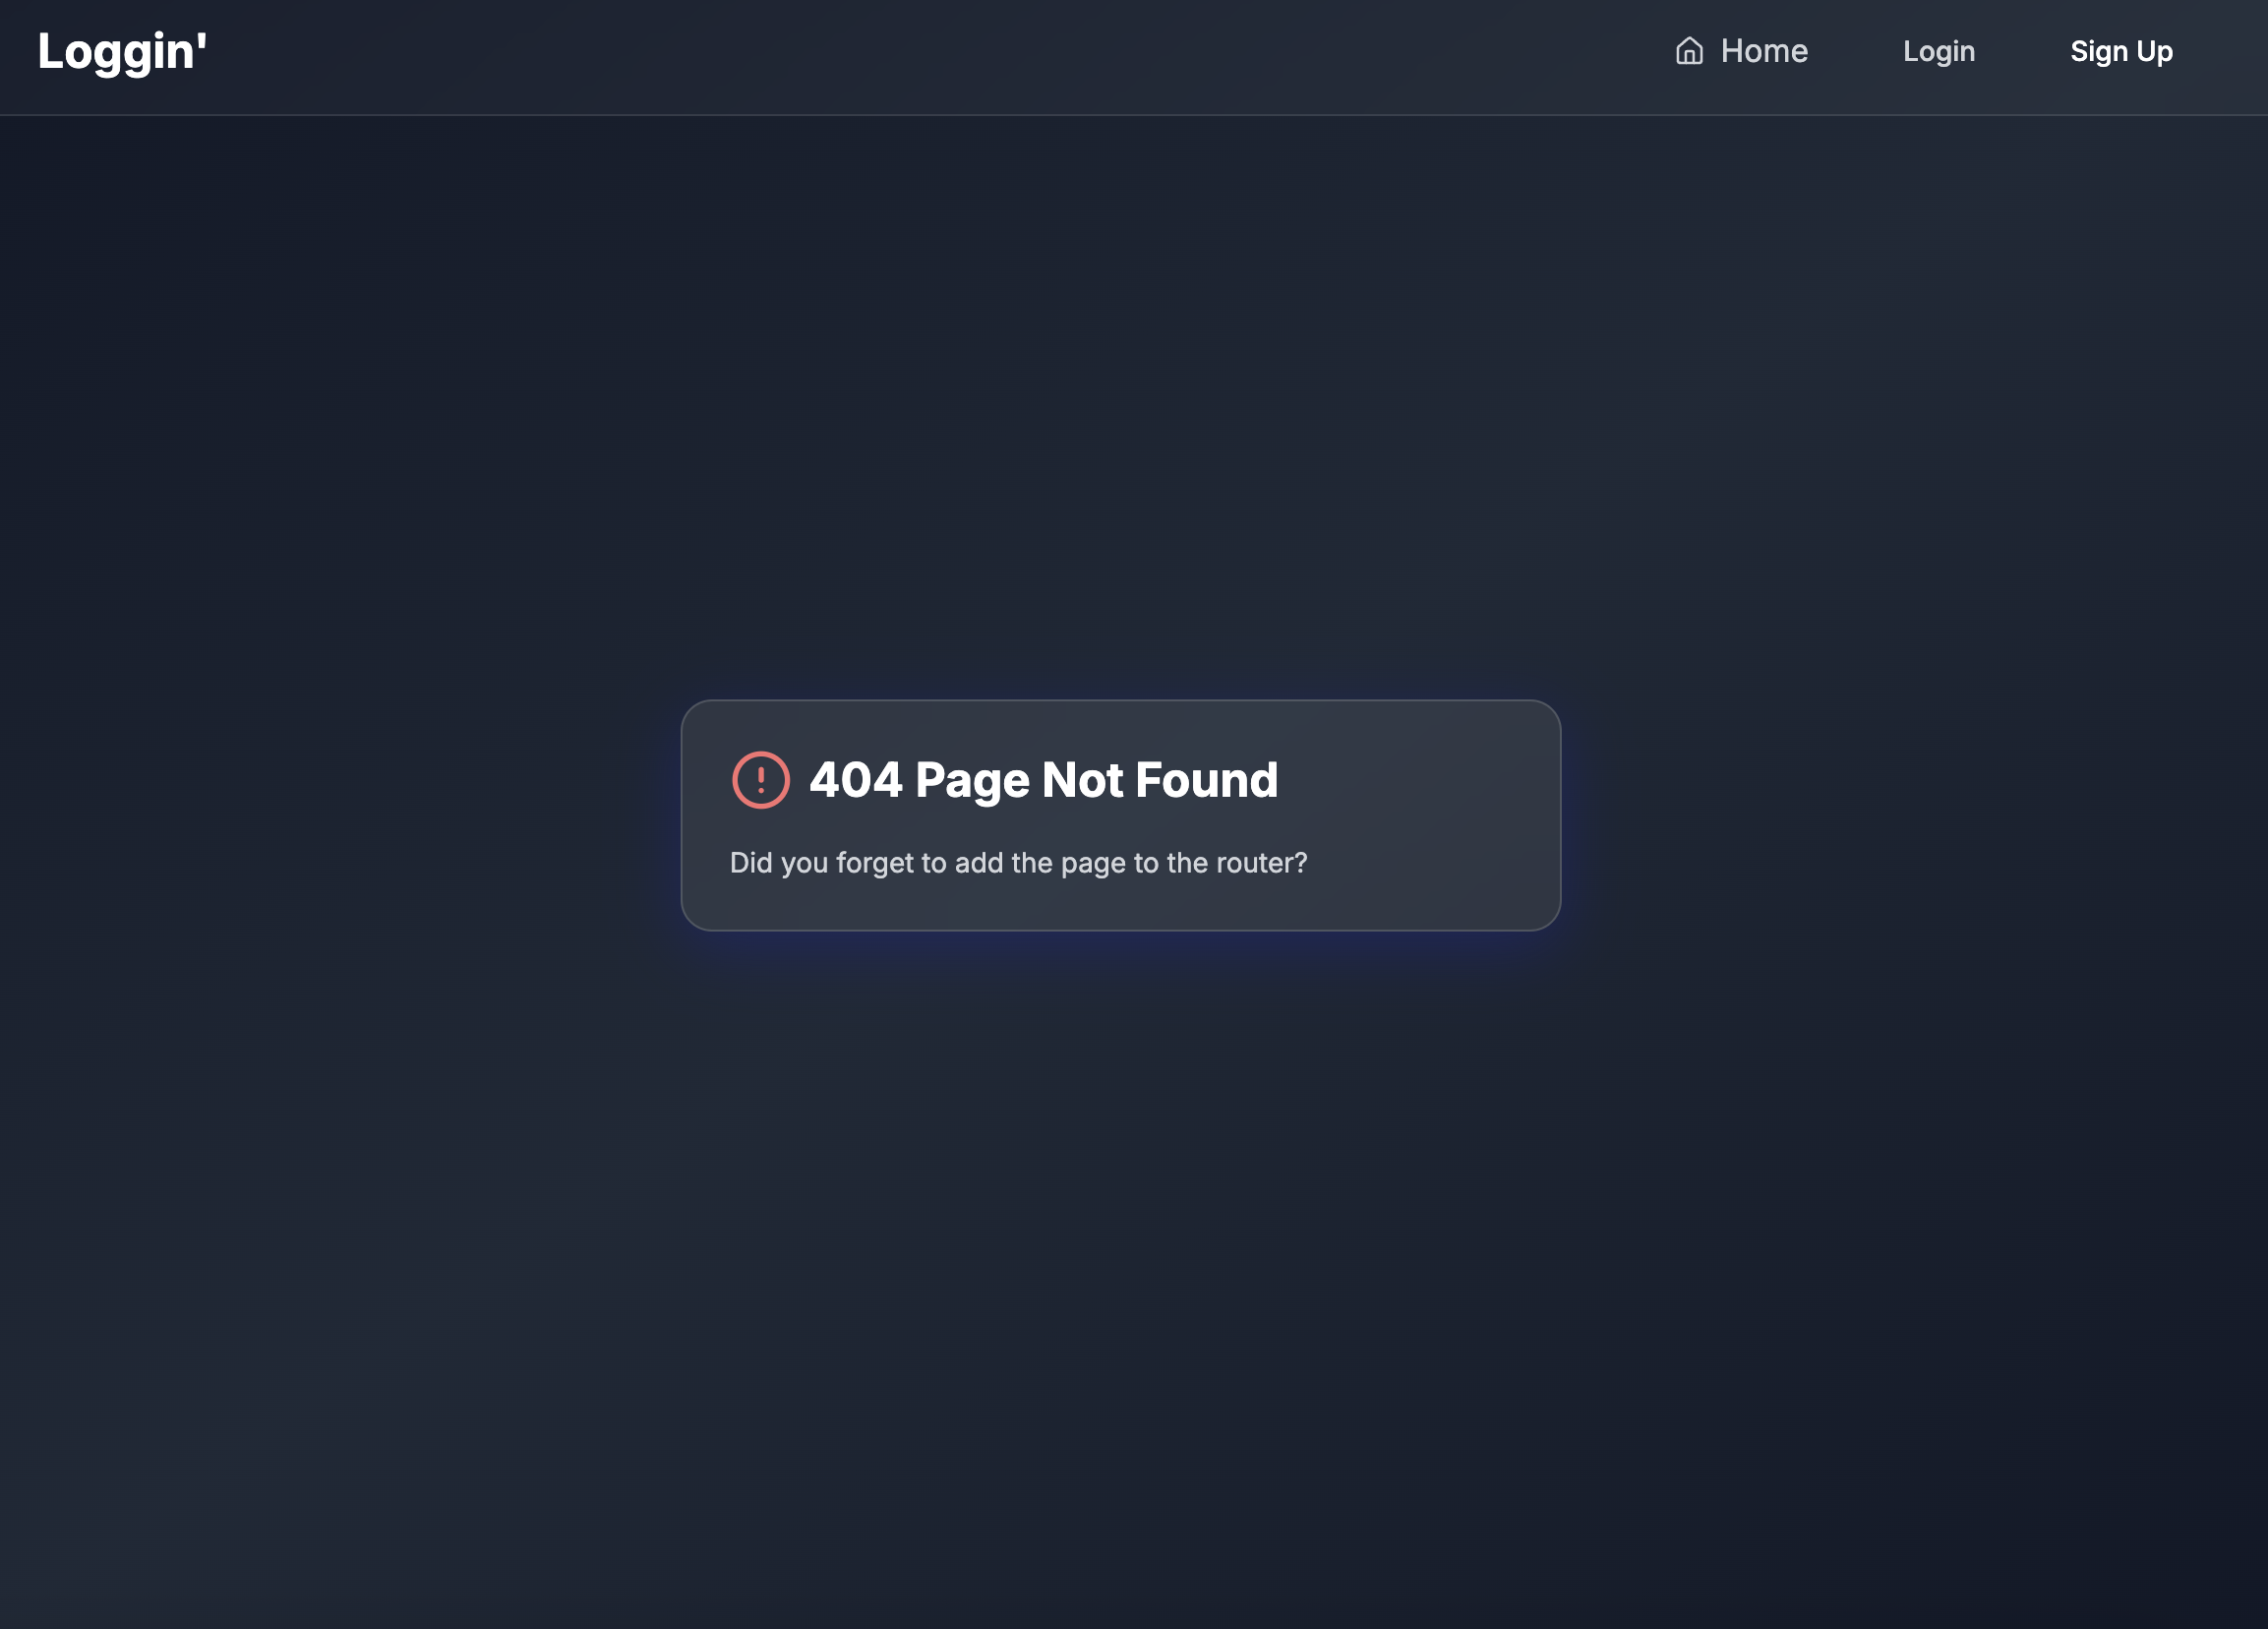 Loggin'
Home
Login
Sign Up
404 Page Not Found
Did you forget to add the page to the router?